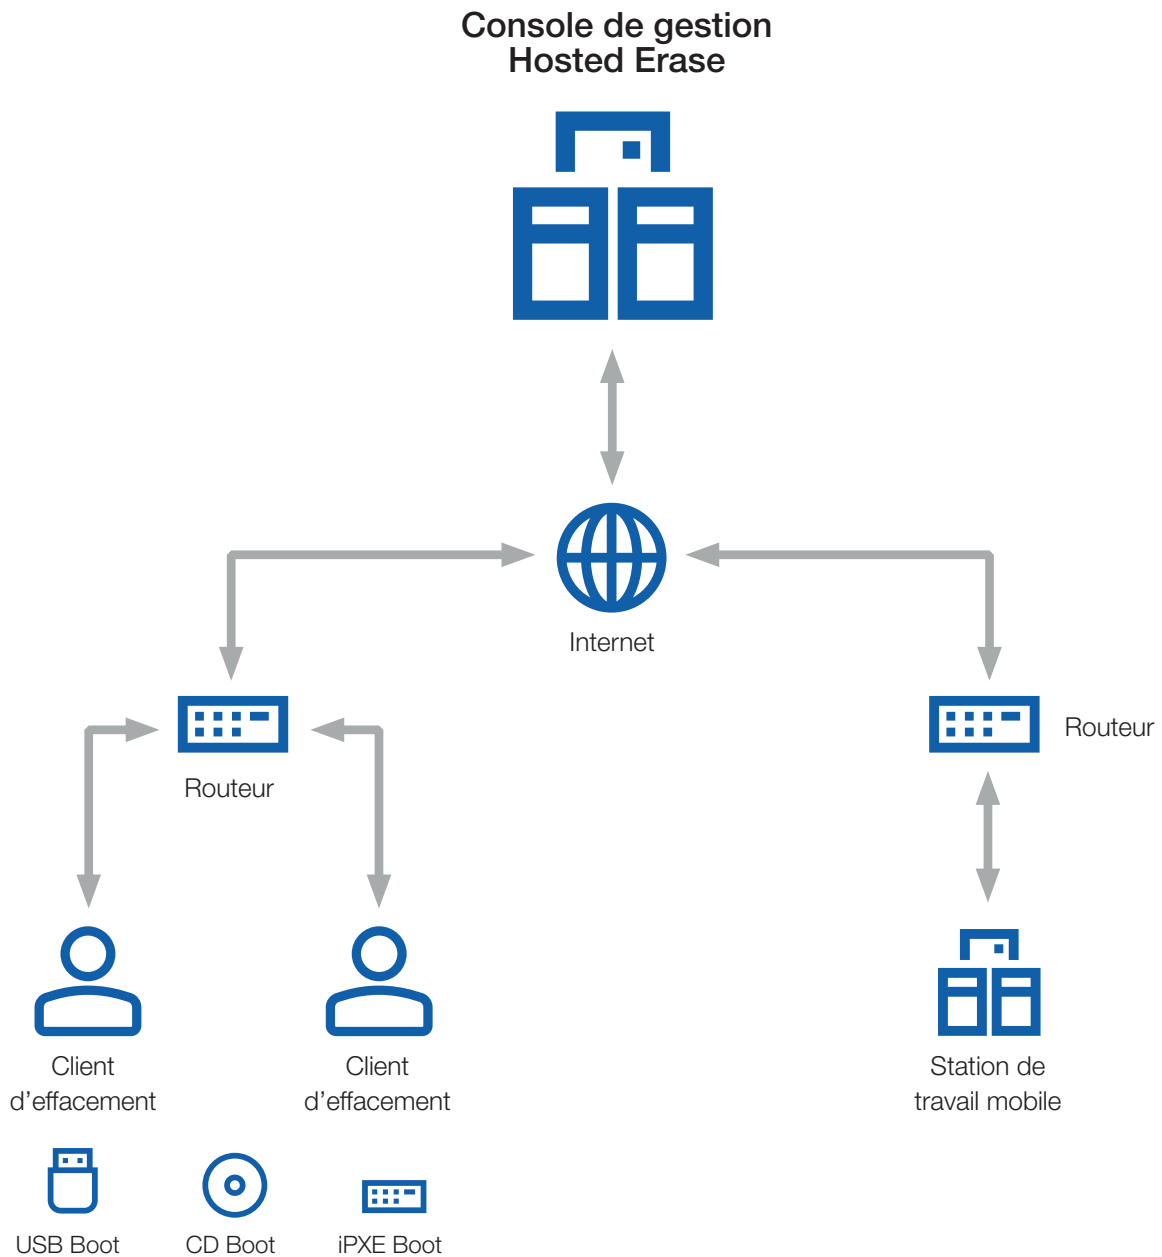 Console de gestion
Hosted Erase
Internet
Routeur
Routeur
Client
d’effacement
Client
d’effacement
Station de
travail mobile
USB Boot
CD Boot
iPXE Boot